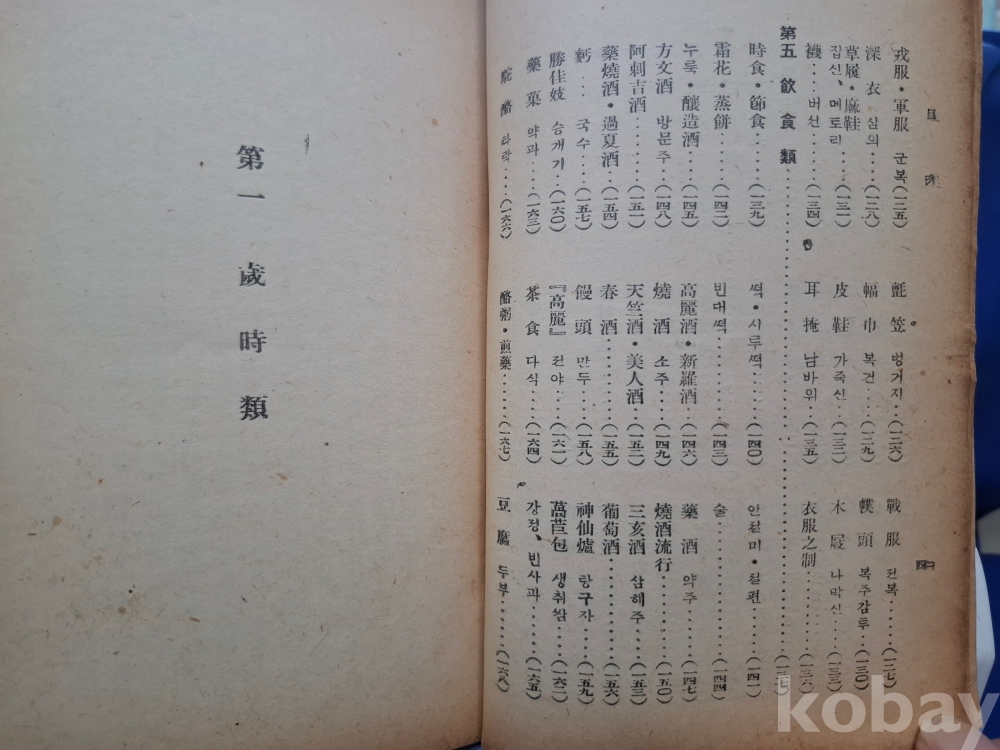 目次
四
戎服・軍服 군복(一二五) 氈笠 벙거지……(一二六) 戰服 전복……(一二七)
深衣 심의……(一二八) 幅巾 복건……(一二九) 幞頭 복주감투…(一三〇)
草履・麻鞋 집신、메토리…(一三一) 皮鞋 가죽신……(一三二) 木屐 나막신……(一三三)
襪…버선……(一三四) 耳掩 남바위……(一三五) 衣服之制………(一三六)
第五 飮食類……………………(一三七)
時食・節食……(一三九) 떡・시루떡……(一四〇) 인절미・절편……(一四一)
霜花・蒸餠……(一四二) 빈대떡………(一四三) 술…………(一四四)
누룩・釀造酒…(一四五) 高麗酒・新羅酒…(一四六) 藥酒 약주……(一四七)
方文酒 방문주…(一四八) 燒酒 소주……(一四九) 燒酒流行……(一五〇)
阿剌吉酒………(一五一) 天竺酒・美人酒…(一五二) 三亥酒 삼해주…(一五三)
藥燒酒・過夏酒…(一五四) 春酒………(一五五) 葡萄酒………(一五六)
麪… 국수……(一五七) 饅頭 만두……(一五八) 神仙爐 탕구자…(一五九)
勝佳妓 승개기…(一六〇) 『高麗』 전야……(一六一) 萵苣包 생취쌈…(一六二)
藥菓 약과……(一六三) 茶食 다식……(一六四) 강정、빈사과……(一六五)
駝酪 타락……(一六六) 酪粥・煎藥……(一六七) 豆腐 두부……(一六八)
第一 歲時類
kobay